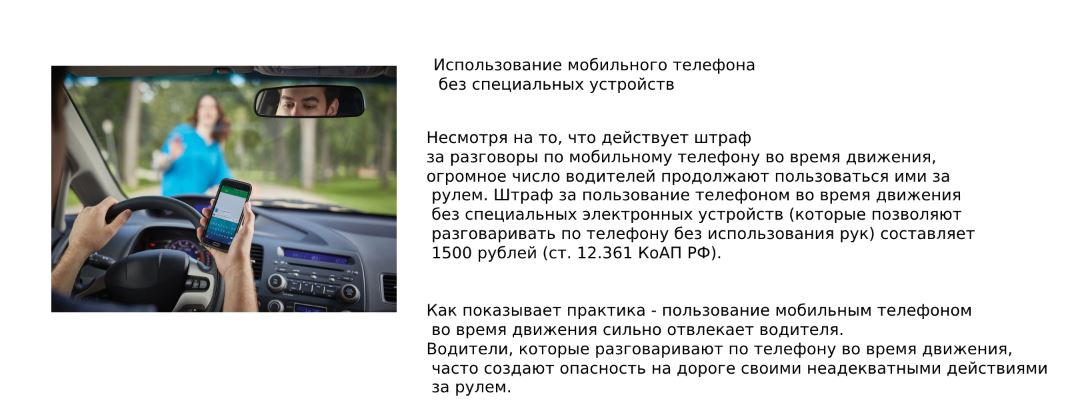 Использование мобильного телефона
без специальных устройств
Несмотря на то, что действует штраф
за разговоры по мобильному телефону во время движения,
огромное число водителей продолжают пользоваться ими за
рулем. Штраф за пользование телефоном во время движения
без специальных электронных устройств (которые позволяют
разговаривать по телефону без использования рук) составляет
1500 рублей (ст. 12.361 КоАП РФ).
Как показывает практика - пользование мобильным телефоном
во время движения сильно отвлекает водителя.
Водители, которые разговаривают по телефону во время движения,
часто создают опасность на дороге своими неадекватными действиями
за рулем.